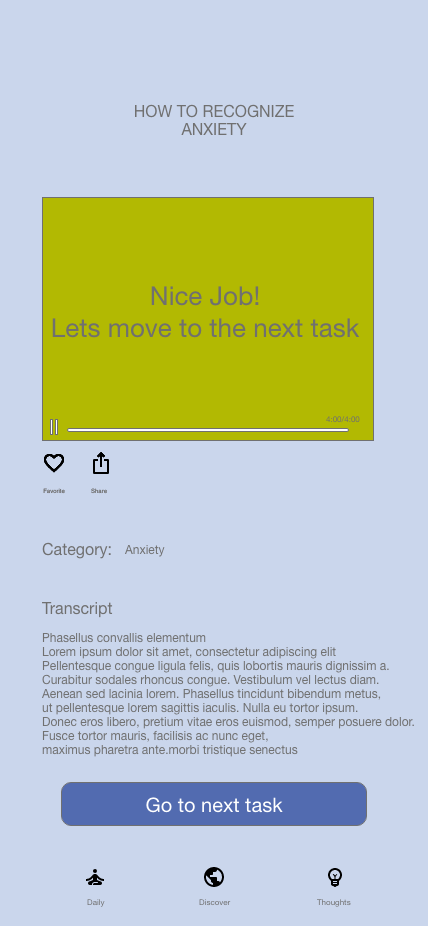 HOW TO RECOGNIZE
ANXIETY
Nice Job!
Lets move to the next task
4:00/4:00
Favorite
Share
Category: Anxiety
Transcript
Phasellus convallis elementum
Lorem ipsum dolor sit amet, consectetur adipiscing elit
Pellentesque congue ligula felis, quis lobortis mauris dignissim a.
Curabitur sodales rhoncus congue. Vestibulum vel lectus diam.
Aenean sed lacinia lorem. Phasellus tincidunt bibendum metus,
ut pellentesque lorem sagittis iaculis. Nulla eu tortor ipsum.
Donec eros libero, pretium vitae eros euismod, semper posuere dolor.
Fusce tortor mauris, facilisis ac nunc eget,
maximus pharetra ante.morbi tristique senectus
Go to next task
Daily
Discover
Thoughts